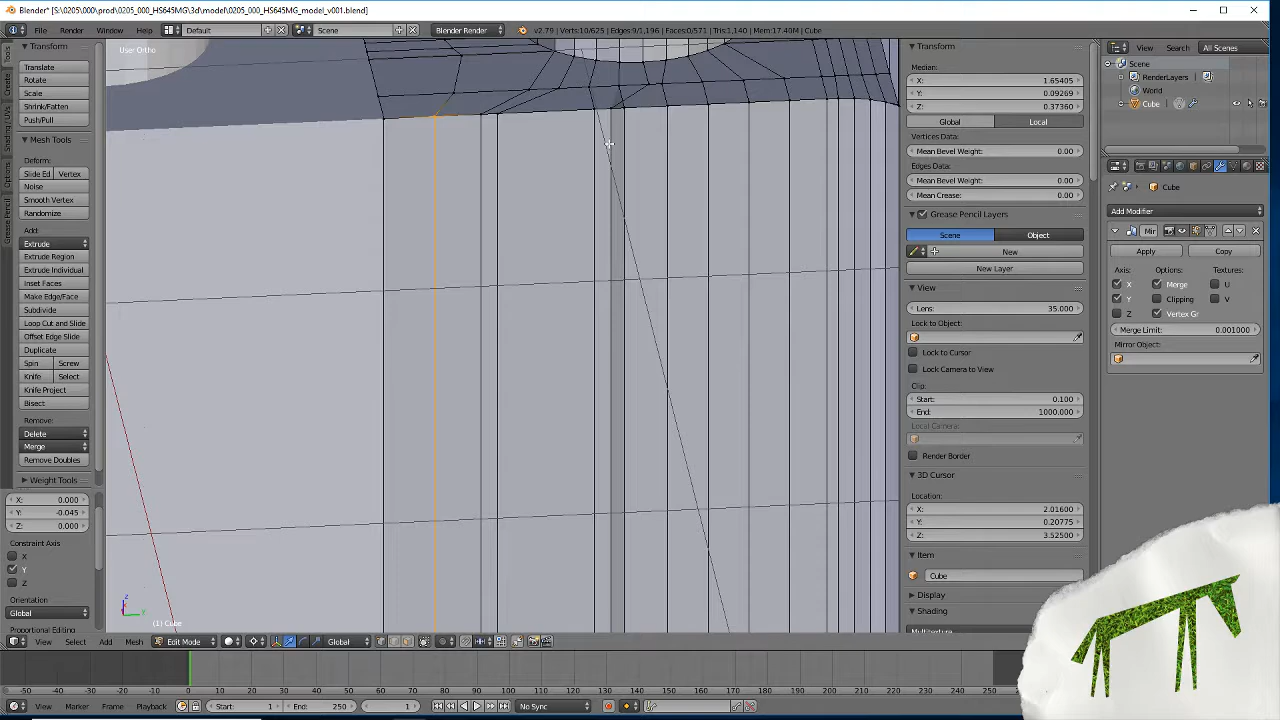 Blender* [S:\0205\000\prod\0205_000_HS645MG\3d\model\0205_000_HS645MG_model_v001.blend]
File Render Window Help Default Scene Blender Render v2.79 | Verts:10/625 | Edges:9/1,196 | Faces:0/571 | Tris:1,140 | Mem:17.40M | Cube
Transform
Translate
Rotate
Scale
Shrink/Fatten
Push/Pull
Mesh Tools
Deform:
Slide Ed Vertex
Noise
Smooth Vertex
Randomize
Add:
Extrude
Extrude Region
Extrude Individual
Inset Faces
Make Edge/Face
Subdivide
Loop Cut and Slide
Offset Edge Slide
Duplicate
Spin Screw
Knife Select
Knife Project
Bisect
Remove:
Delete
Merge
Remove Doubles
Weight Tools
X: 0.000
Y: -0.045
Z: 0.000
Constraint Axis
X
Y
Z
Orientation
Global
Proportional Editing
Tools
Create
Shading / UVs
Options
Grease Pencil
User Ortho
(1) Cube
View Select Add Mesh Edit Mode Global
Transform
Median:
X: 1.65405
Y: 0.09269
Z: 0.37360
Global Local
Vertices Data:
Mean Bevel Weight: 0.00
Edges Data:
Mean Bevel Weight: 0.00
Mean Crease: 0.00
Grease Pencil Layers
Scene Object
New
New Layer
View
Lens: 35.000
Lock to Object:
Lock to Cursor
Lock Camera to View
Clip:
Start: 0.100
End: 1000.000
Local Camera:
Render Border
3D Cursor
Location:
X: 2.01600
Y: 0.20775
Z: 3.52500
Item
Cube
Display
Shading
View Search All Scenes
Scene
RenderLayers
World
Cube
Cube
Add Modifier
Mir
Apply Copy
Axis: Options: Textures:
X Merge U
Y Clipping V
Z Vertex Gr
Merge Limit: 0.001000
Mirror Object:
-50 -40 -30 -20 -10 0 10 20 30 40 50 60 70 80 90 100 110 120 130 140 150 160 170 180 190 200 210 220 230 240 250
View Marker Frame Playback Start: 1 End: 250 1 No Sync